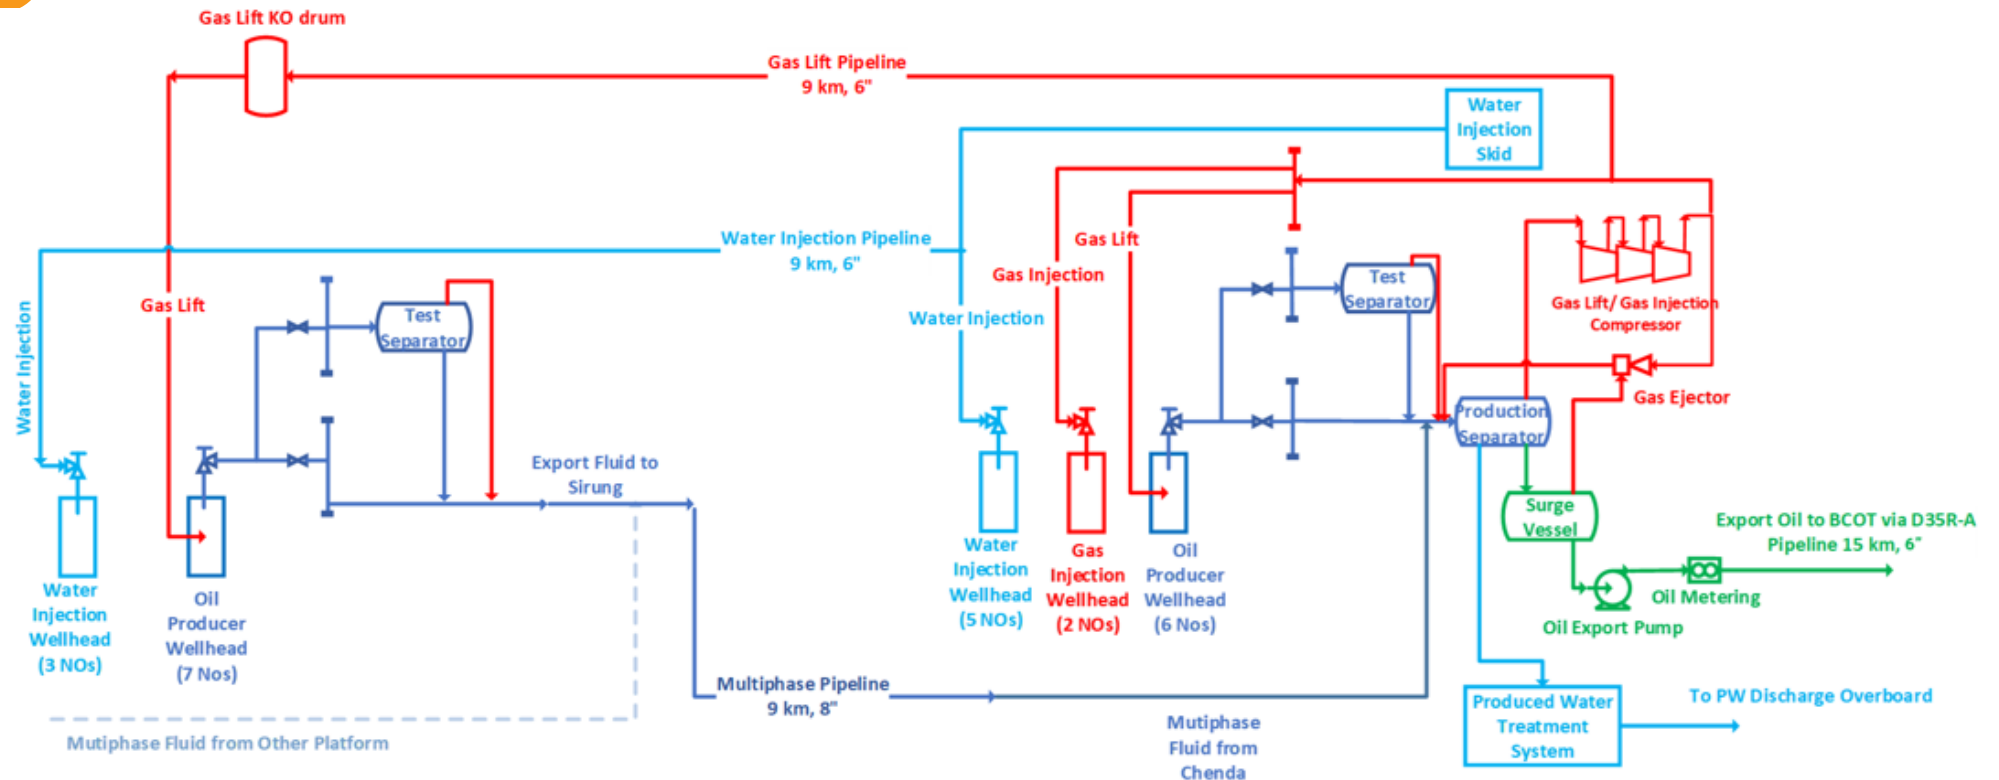 Gas Lift KO drum
Gas Lift Pipeline
9 km, 6"
Water
Injection
Skid
Water Injection Pipeline
9 km, 6"
Gas Lift
Gas Injection
Water Injection
Test
Separator
Gas Lift/ Gas Injection
Compressor
Gas Lift
Water Injection
Test
Separator
Gas Ejector
Production
Separator
Export Fluid to
Sirung
Surge
Vessel
Export Oil to BCOT via D35R-A
Pipeline 15 km, 6"
Oil Metering
Oil Export Pump
Water
Injection
Wellhead
(3 NOs)
Oil
Producer
Wellhead
(7 Nos)
Water
Injection
Wellhead
(5 NOs)
Gas
Injection
Wellhead
(2 NOs)
Oil
Producer
Wellhead
(6 Nos)
Multiphase Pipeline
9 km, 8"
Mutiphase Fluid from Other Platform
Mutiphase
Fluid from
Chenda
Produced Water
Treatment
System
To PW Discharge Overboard